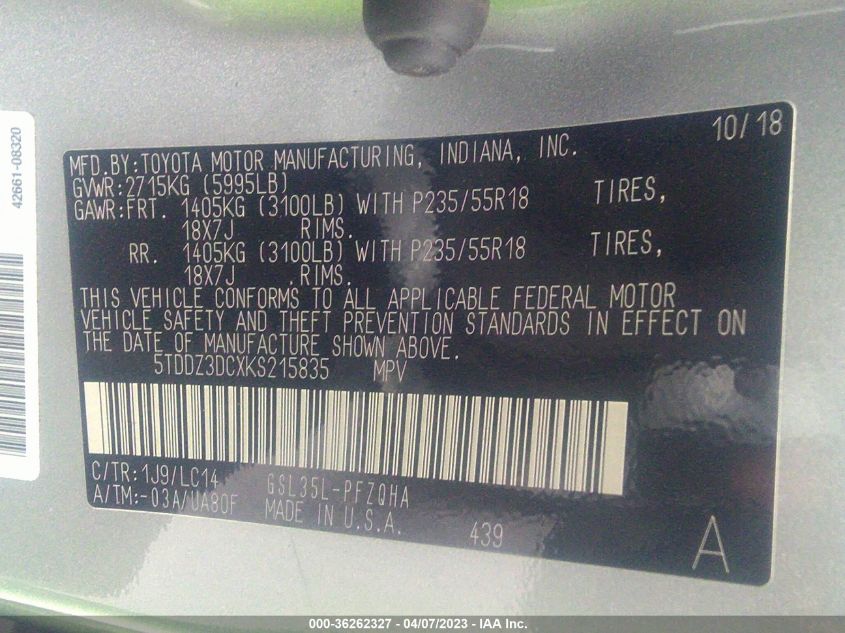 42661-08320
10/18
MFD.BY:TOYOTA MOTOR MANUFACTURING, INDIANA, INC.
GVWR:2715KG (5995LB)
GAWR:FRT. 1405KG (3100LB) WITH P235/55R18 TIRES,
18X7J .RIMS.
RR. 1405KG (3100LB) WITH P235/55R18 TIRES,
18X7J .RIMS.
THIS VEHICLE CONFORMS TO ALL APPLICABLE FEDERAL MOTOR
VEHICLE SAFETY AND THEFT PREVENTION STANDARDS IN EFFECT ON
THE DATE OF MANUFACTURE SHOWN ABOVE.
5TDDZ3DCXKS215835 MPV
C/TR:1J9/LC14 GSL35L-PFZQHA
A/TM:-03A/UA80F MADE IN U.S.A. 439
A
000-36262327 - 04/07/2023 - IAA Inc.